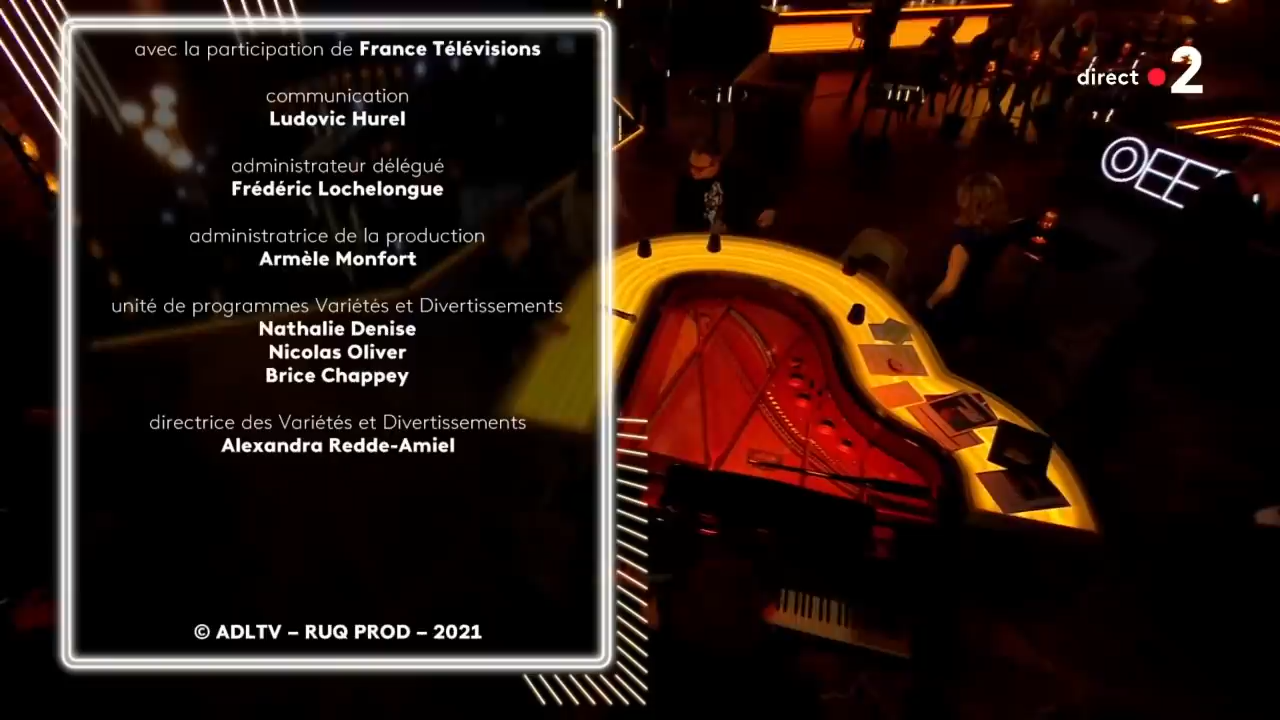 avec la participation de France Télévisions
communication
Ludovic Hurel
administrateur délégué
Frédéric Lochelongue
administratrice de la production
Armèle Monfort
unité de programmes Variétés et Divertissements
Nathalie Denise
Nicolas Oliver
Brice Chappey
directrice des Variétés et Divertissements
Alexandra Redde-Amiel
© ADLTV – RUQ PROD – 2021
direct 2